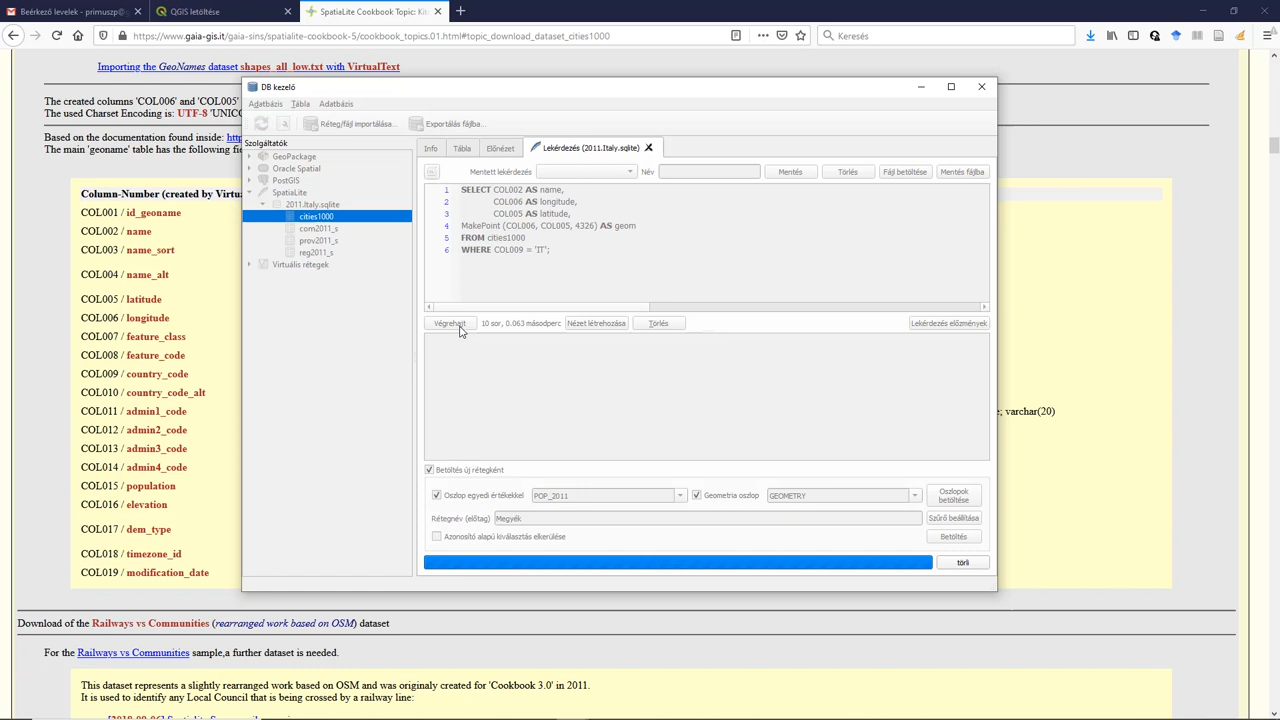 Beérkező levelek - primuszp@
QGIS letöltése
SpatiaLite Cookbook Topic: Kit
https://www.gaia-gis.it/gaia-sins/spatialite-cookbook-5/cookbook_topics.01.html#topic_download_dataset_cities1000
Keresés
Importing the GeoNames dataset shapes_all_low.txt with VirtualText
The created columns 'COL006' and 'COL005'
The used Charset Encoding is: UTF-8 'UNICO
Based on the documentation found inside: http
The main 'geoname' table has the following fiel
Column-Number (created by Virtu
COL001 / id_geoname
COL002 / name
COL003 / name_sort
COL004 / name_alt
COL005 / latitude
COL006 / longitude
COL007 / feature_class
COL008 / feature_code
COL009 / country_code
COL010 / country_code_alt
COL011 / admin1_code
e; varchar(20)
COL012 / admin2_code
COL013 / admin3_code
COL014 / admin4_code
COL015 / population
COL016 / elevation
COL017 / dem_type
COL018 / timezone_id
COL019 / modification_date
DB kezelő
Adatbázis Tábla Adatbázis
Réteg/fájl importálása... Exportálás fájlba...
Szolgáltatók
GeoPackage
Oracle Spatial
PostGIS
SpatiaLite
2011.Italy.sqlite
cities1000
com2011_s
prov2011_s
reg2011_s
Virtuális rétegek
Info Tábla Előnézet Lekérdezés (2011.Italy.sqlite)
Mentett lekérdezés Név Mentés Törlés Fájl betöltése Mentés fájlba
1 SELECT COL002 AS name,
2 COL006 AS longitude,
3 COL005 AS latitude,
4 MakePoint (COL006, COL005, 4326) AS geom
5 FROM cities1000
6 WHERE COL009 = 'IT';
Végrehajt 10 sor, 0.063 másodperc Nézet létrehozása Törlés Lekérdezés előzmények
Betöltés új rétegként
Oszlop egyedi értékekkel POP_2011 Geometria oszlop GEOMETRY Oszlopok betöltése
Rétegnév (előtag) Megyék Szűrő beállítása
Azonosító alapú kiválasztás elkerülése Betöltés
törli
Download of the Railways vs Communities (rearranged work based on OSM) dataset
For the Railways vs Communities sample,a further dataset is needed.
This dataset represents a slightly rearranged work based on OSM and was originaly created for 'Cookbook 3.0' in 2011.
It is used to identify any Local Council that is being crossed by a railway line: